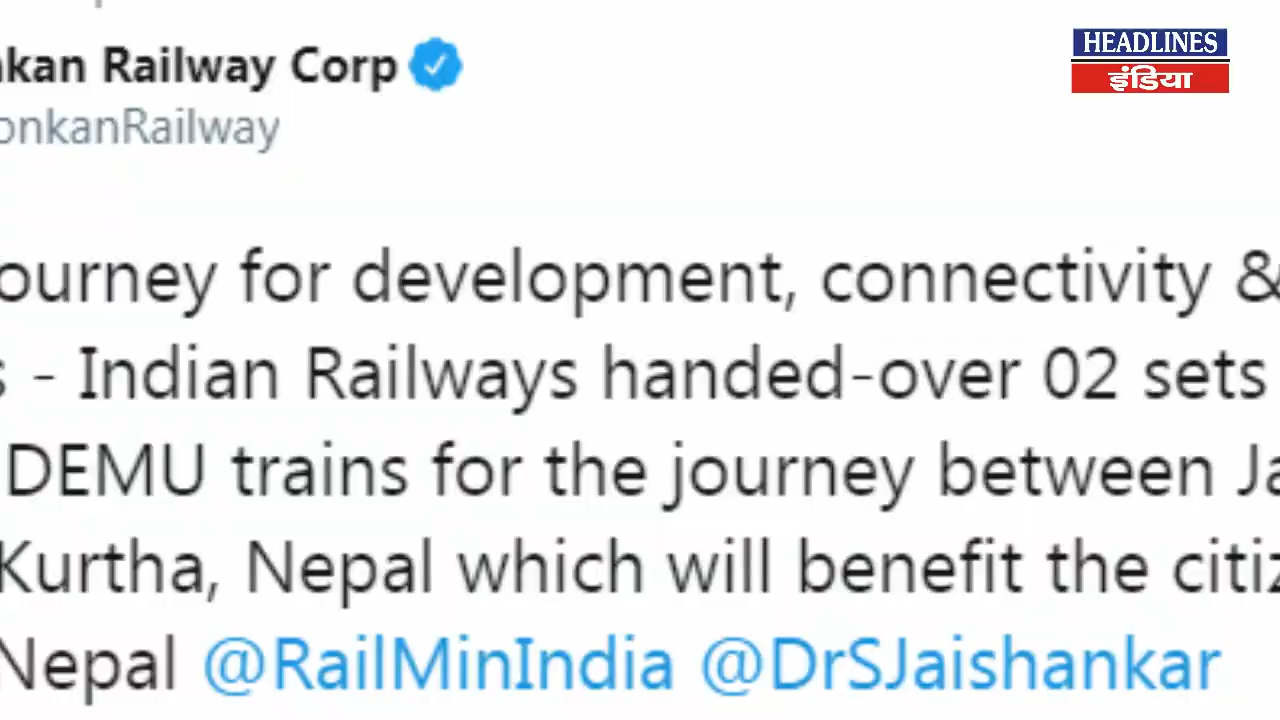 nkan Railway Corp
HEADLINES
इंडिया
onkanRailway
ourney for development, connectivity &
s - Indian Railways handed-over 02 sets
DEMU trains for the journey between Ja
Kurtha, Nepal which will benefit the citiz
Nepal @RailMinIndia @DrSJaishankar